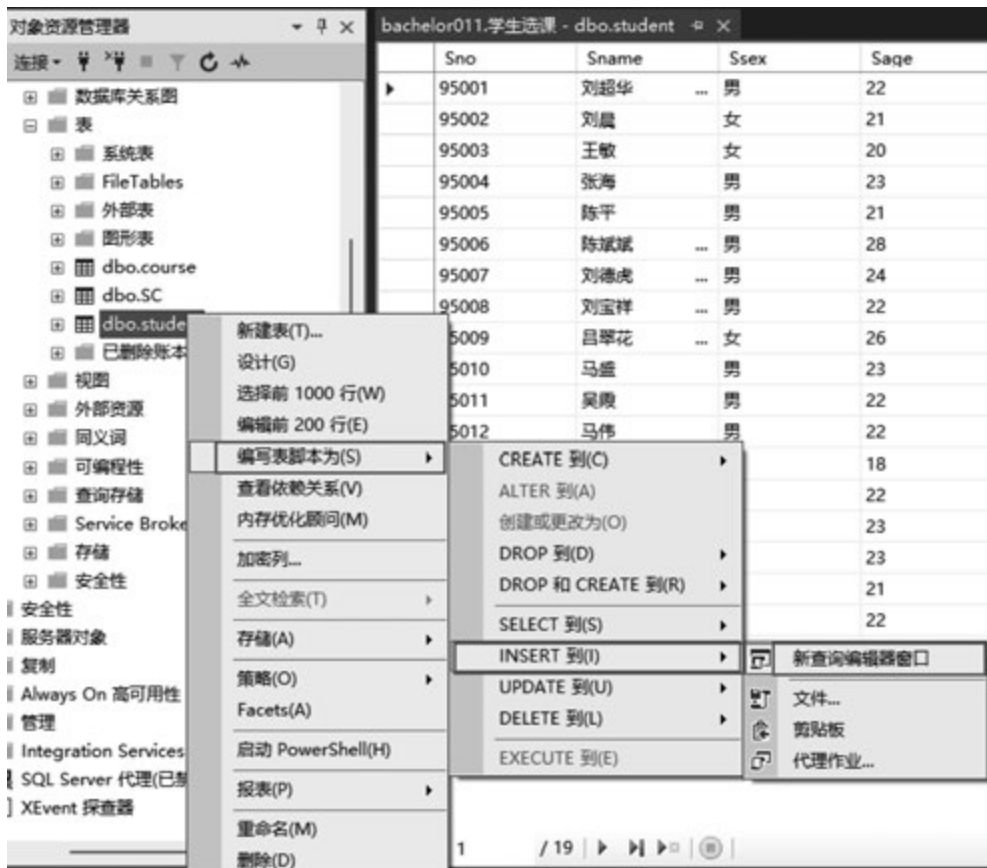 对象资源管理器
连接
数据库关系图
表
系统表
FileTables
外部表
图形表
dbo.course
dbo.SC
dbo.stude
已删除账本
视图
外部资源
同义词
可编程性
查询存储
Service Broke
存储
安全性
安全性
服务器对象
复制
Always On 高可用性
管理
Integration Services
SQL Server 代理(已禁
XEvent 探查器
bachelor011.学生选课 - dbo.student
Sno Sname Ssex Sage
95001 刘超华 ... 男 22
95002 刘晨 女 21
95003 王敏 女 20
95004 张海 男 23
95005 陈平 男 21
95006 陈斌斌 ... 男 28
95007 刘德虎 ... 男 24
95008 刘宝祥 ... 男 22
5009 吕翠花 ... 女 26
5010 马盛 男 23
5011 吴霞 男 22
5012 马伟 男 22
18
22
23
23
21
22
新建表(T)...
设计(G)
选择前 1000 行(W)
编辑前 200 行(E)
编写表脚本为(S)
查看依赖关系(V)
内存优化顾问(M)
加密列...
全文检索(T)
存储(A)
策略(O)
Facets(A)
启动 PowerShell(H)
报表(P)
重命名(M)
删除(D)
CREATE 到(C)
ALTER 到(A)
创建或更改为(O)
DROP 到(D)
DROP 和 CREATE 到(R)
SELECT 到(S)
INSERT 到(I)
UPDATE 到(U)
DELETE 到(L)
EXECUTE 到(E)
新查询编辑器窗口
文件...
剪贴板
代理作业...
1 / 19